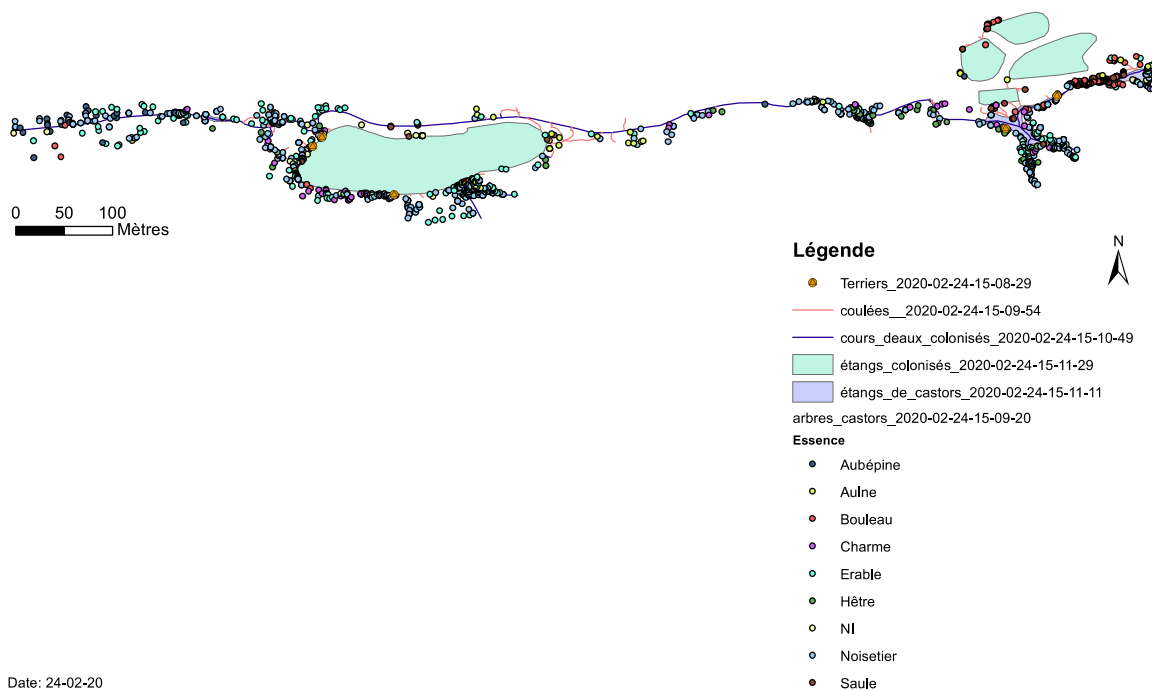 0 50 100
Mètres
Légende
N
Terriers_2020-02-24-15-08-29
coulées__2020-02-24-15-09-54
cours_deaux_colonisés_2020-02-24-15-10-49
étangs_colonisés_2020-02-24-15-11-29
étangs_de_castors_2020-02-24-15-11-11
arbres_castors_2020-02-24-15-09-20
Essence
Aubépine
Aulne
Bouleau
Charme
Erable
Hêtre
NI
Noisetier
Saule
Date: 24-02-20